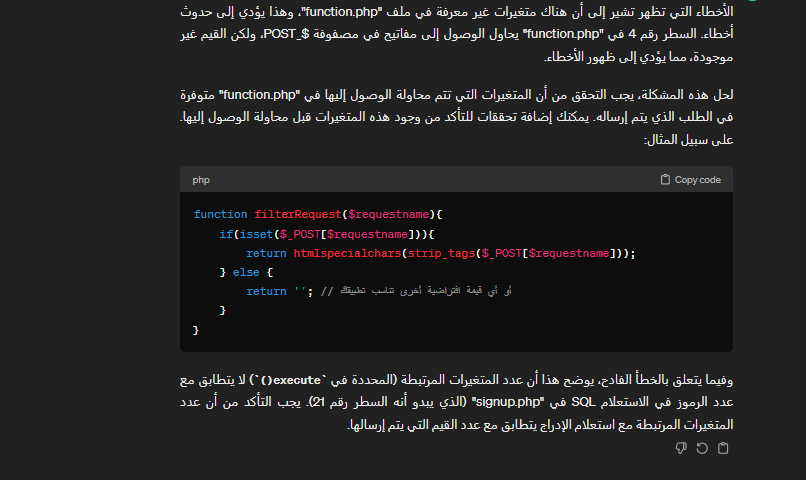 الأخطاء التي تظهر تشير إلى أن هناك متغيرات غير معرفة في ملف "function.php"، وهذا يؤدي إلى حدوث
أخطاء. السطر رقم 4 في "function.php" يحاول الوصول إلى مفاتيح في مصفوفة $_POST، ولكن القيم غير
موجودة، مما يؤدي إلى ظهور الأخطاء.
لحل هذه المشكلة، يجب التحقق من أن المتغيرات التي تتم محاولة الوصول إليها في "function.php" متوفرة
في الطلب الذي يتم إرساله. يمكنك إضافة تحققات للتأكد من وجود هذه المتغيرات قبل محاولة الوصول إليها.
على سبيل المثال:
php Copy code
function filterRequest($requestname){
    if(isset($_POST[$requestname])){
        return htmlspecialchars(strip_tags($_POST[$requestname]));
    } else {
        return ''; // أو أي قيمة افتراضية أخرى تناسب تطبيقك
    }
}
وفيما يتعلق بالخطأ الفادح، يوضح هذا أن عدد المتغيرات المرتبطة (المحددة في `execute()`) لا يتطابق مع
عدد الرموز في الاستعلام SQL في "signup.php" (الذي يبدو أنه السطر رقم 21). يجب التأكد من أن عدد
المتغيرات المرتبطة مع استعلام الإدراج يتطابق مع عدد القيم التي يتم إرسالها.